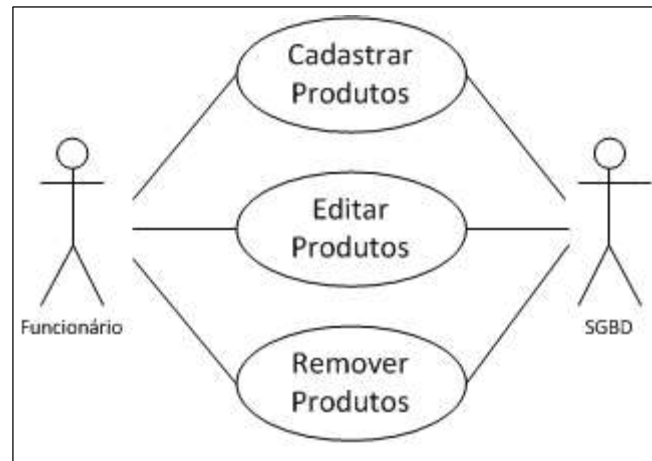 Cadastrar
Produtos
Editar
Produtos
Funcionário
SGBD
Remover
Produtos